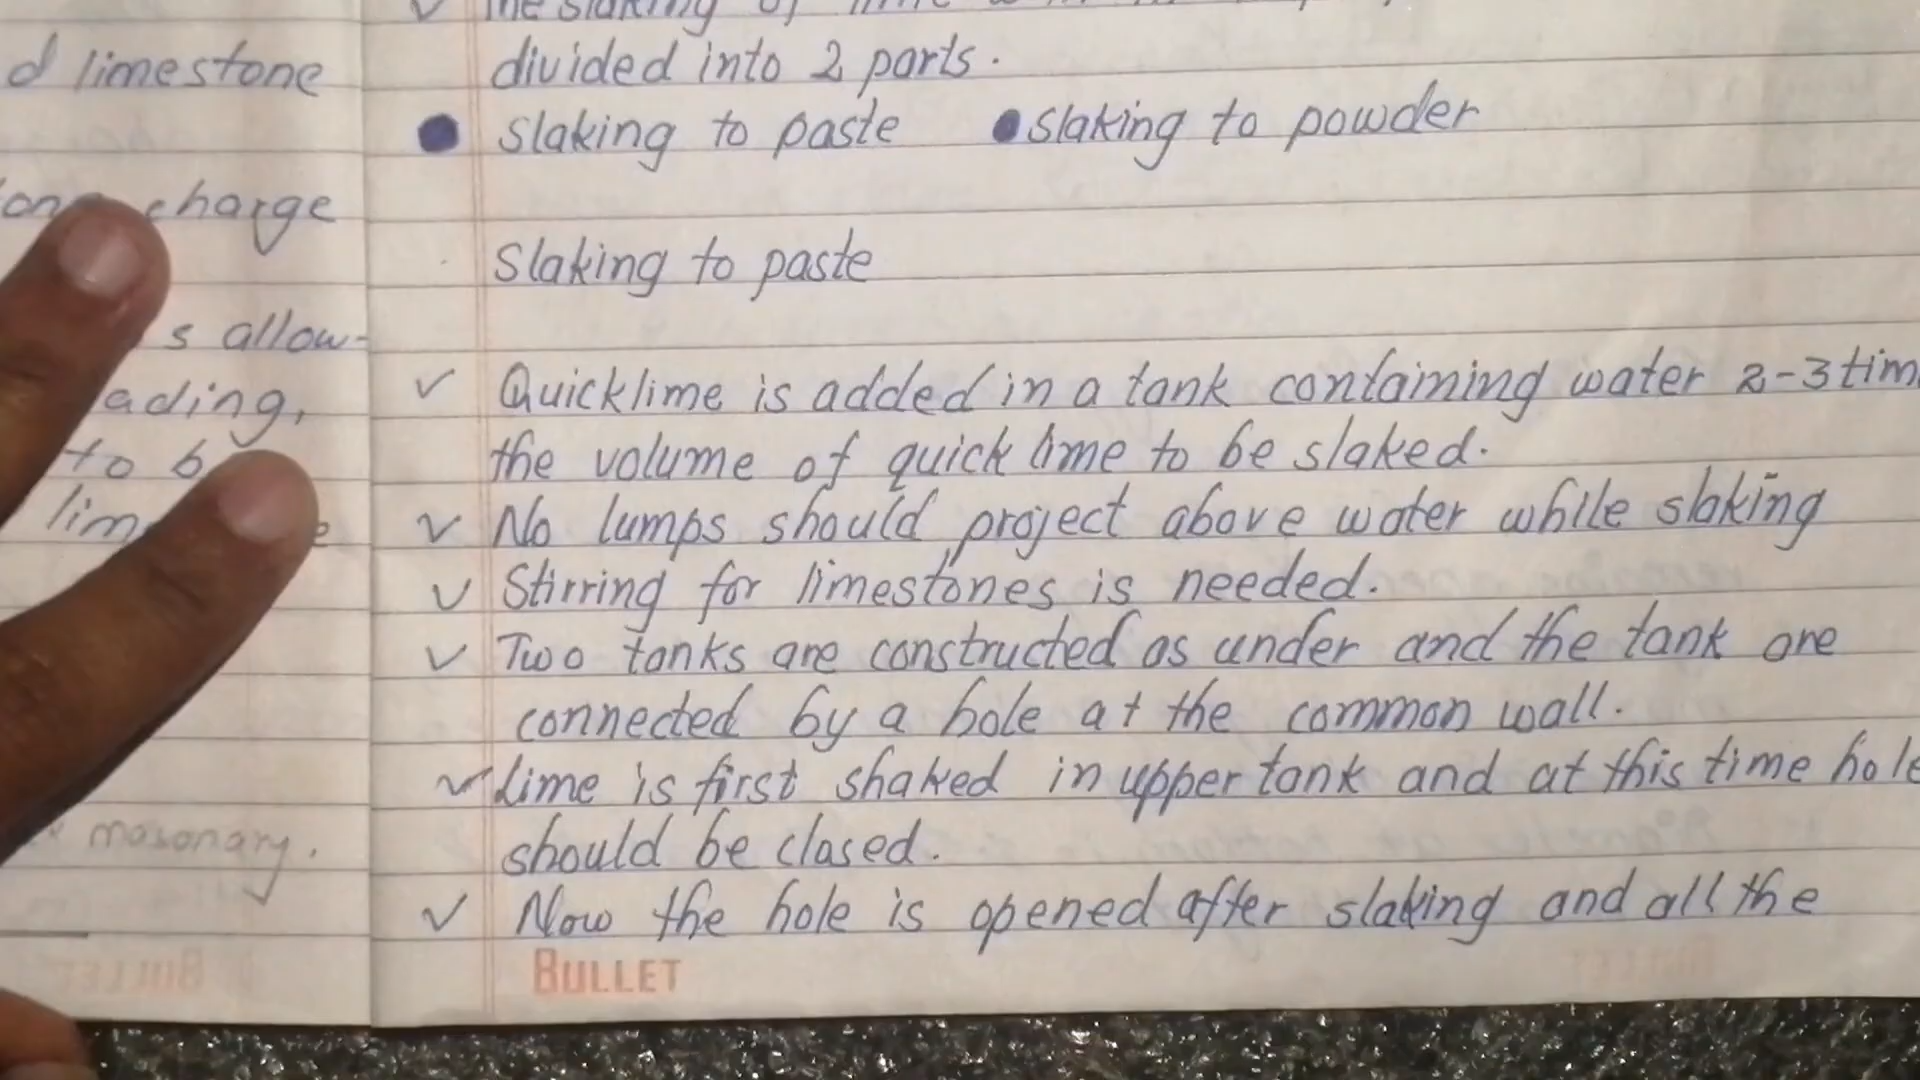 d limestone
charge
s allow-
ading,
to b
lim
masonary.
divided into 2 parts.
● slaking to paste ● slaking to powder
Slaking to paste
✓ Quicklime is added in a tank containing water 2-3 tim
the volume of quick lime to be slaked.
✓ No lumps should project above water while slaking
✓ Stirring for limestones is needed.
✓ Two tanks are constructed as under and the tank are
connected by a hole at the common wall.
✓ Lime is first shaked in upper tank and at this time hole
should be closed.
✓ Now the hole is opened after slaking and all the
BULLET